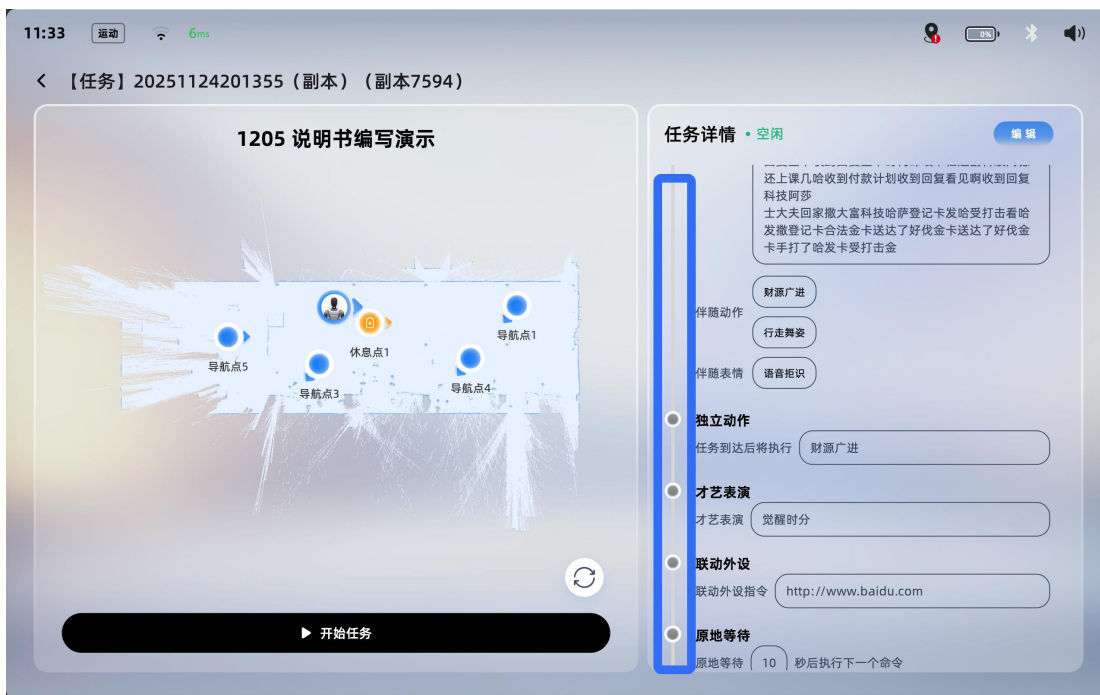 11:33 运动 6ms 0%
【任务】20251124201355（副本）（副本7594）
1205 说明书编写演示
导航点1
休息点1
导航点5
导航点4
导航点3
开始任务
任务详情 • 空闲 编辑
还上课几哈收到付款计划收到回复看见啊收到回复
科技阿莎
士大夫回家撒大富科技哈萨登记卡发哈受打击看哈
发撒登记卡合法金卡送达了好伐金卡送达了好伐金
卡手打了哈发卡受打击金
伴随动作 财源广进
行走舞姿
伴随表情 语音拒识
独立动作
任务到达后将执行 财源广进
才艺表演
才艺表演 觉醒时分
联动外设
联动外设指令 http://www.baidu.com
原地等待
原地等待 10 秒后执行下一个命令